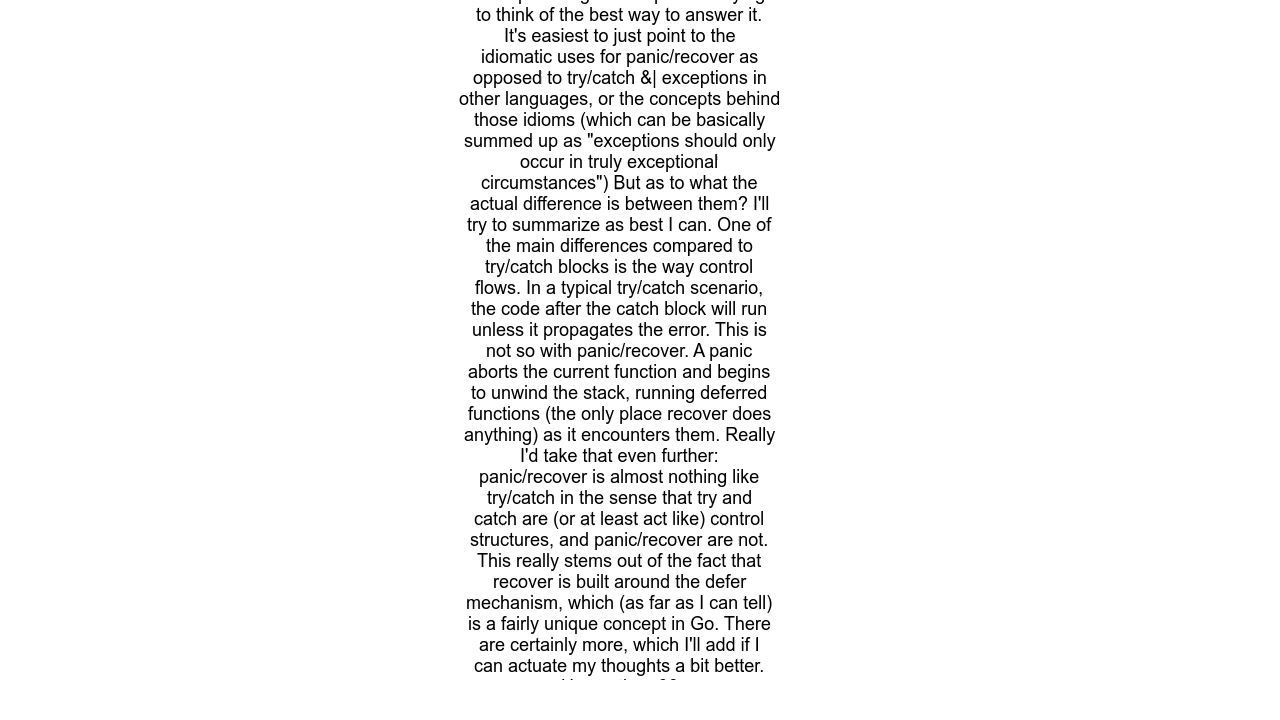 to think of the best way to answer it.
It's easiest to just point to the
idiomatic uses for panic/recover as
opposed to try/catch &| exceptions in
other languages, or the concepts behind
those idioms (which can be basically
summed up as "exceptions should only
occur in truly exceptional
circumstances") But as to what the
actual difference is between them? I'll
try to summarize as best I can. One of
the main differences compared to
try/catch blocks is the way control
flows. In a typical try/catch scenario,
the code after the catch block will run
unless it propagates the error. This is
not so with panic/recover. A panic
aborts the current function and begins
to unwind the stack, running deferred
functions (the only place recover does
anything) as it encounters them. Really
I'd take that even further:
panic/recover is almost nothing like
try/catch in the sense that try and
catch are (or at least act like) control
structures, and panic/recover are not.
This really stems out of the fact that
recover is built around the defer
mechanism, which (as far as I can tell)
is a fairly unique concept in Go. There
are certainly more, which I'll add if I
can actuate my thoughts a bit better.